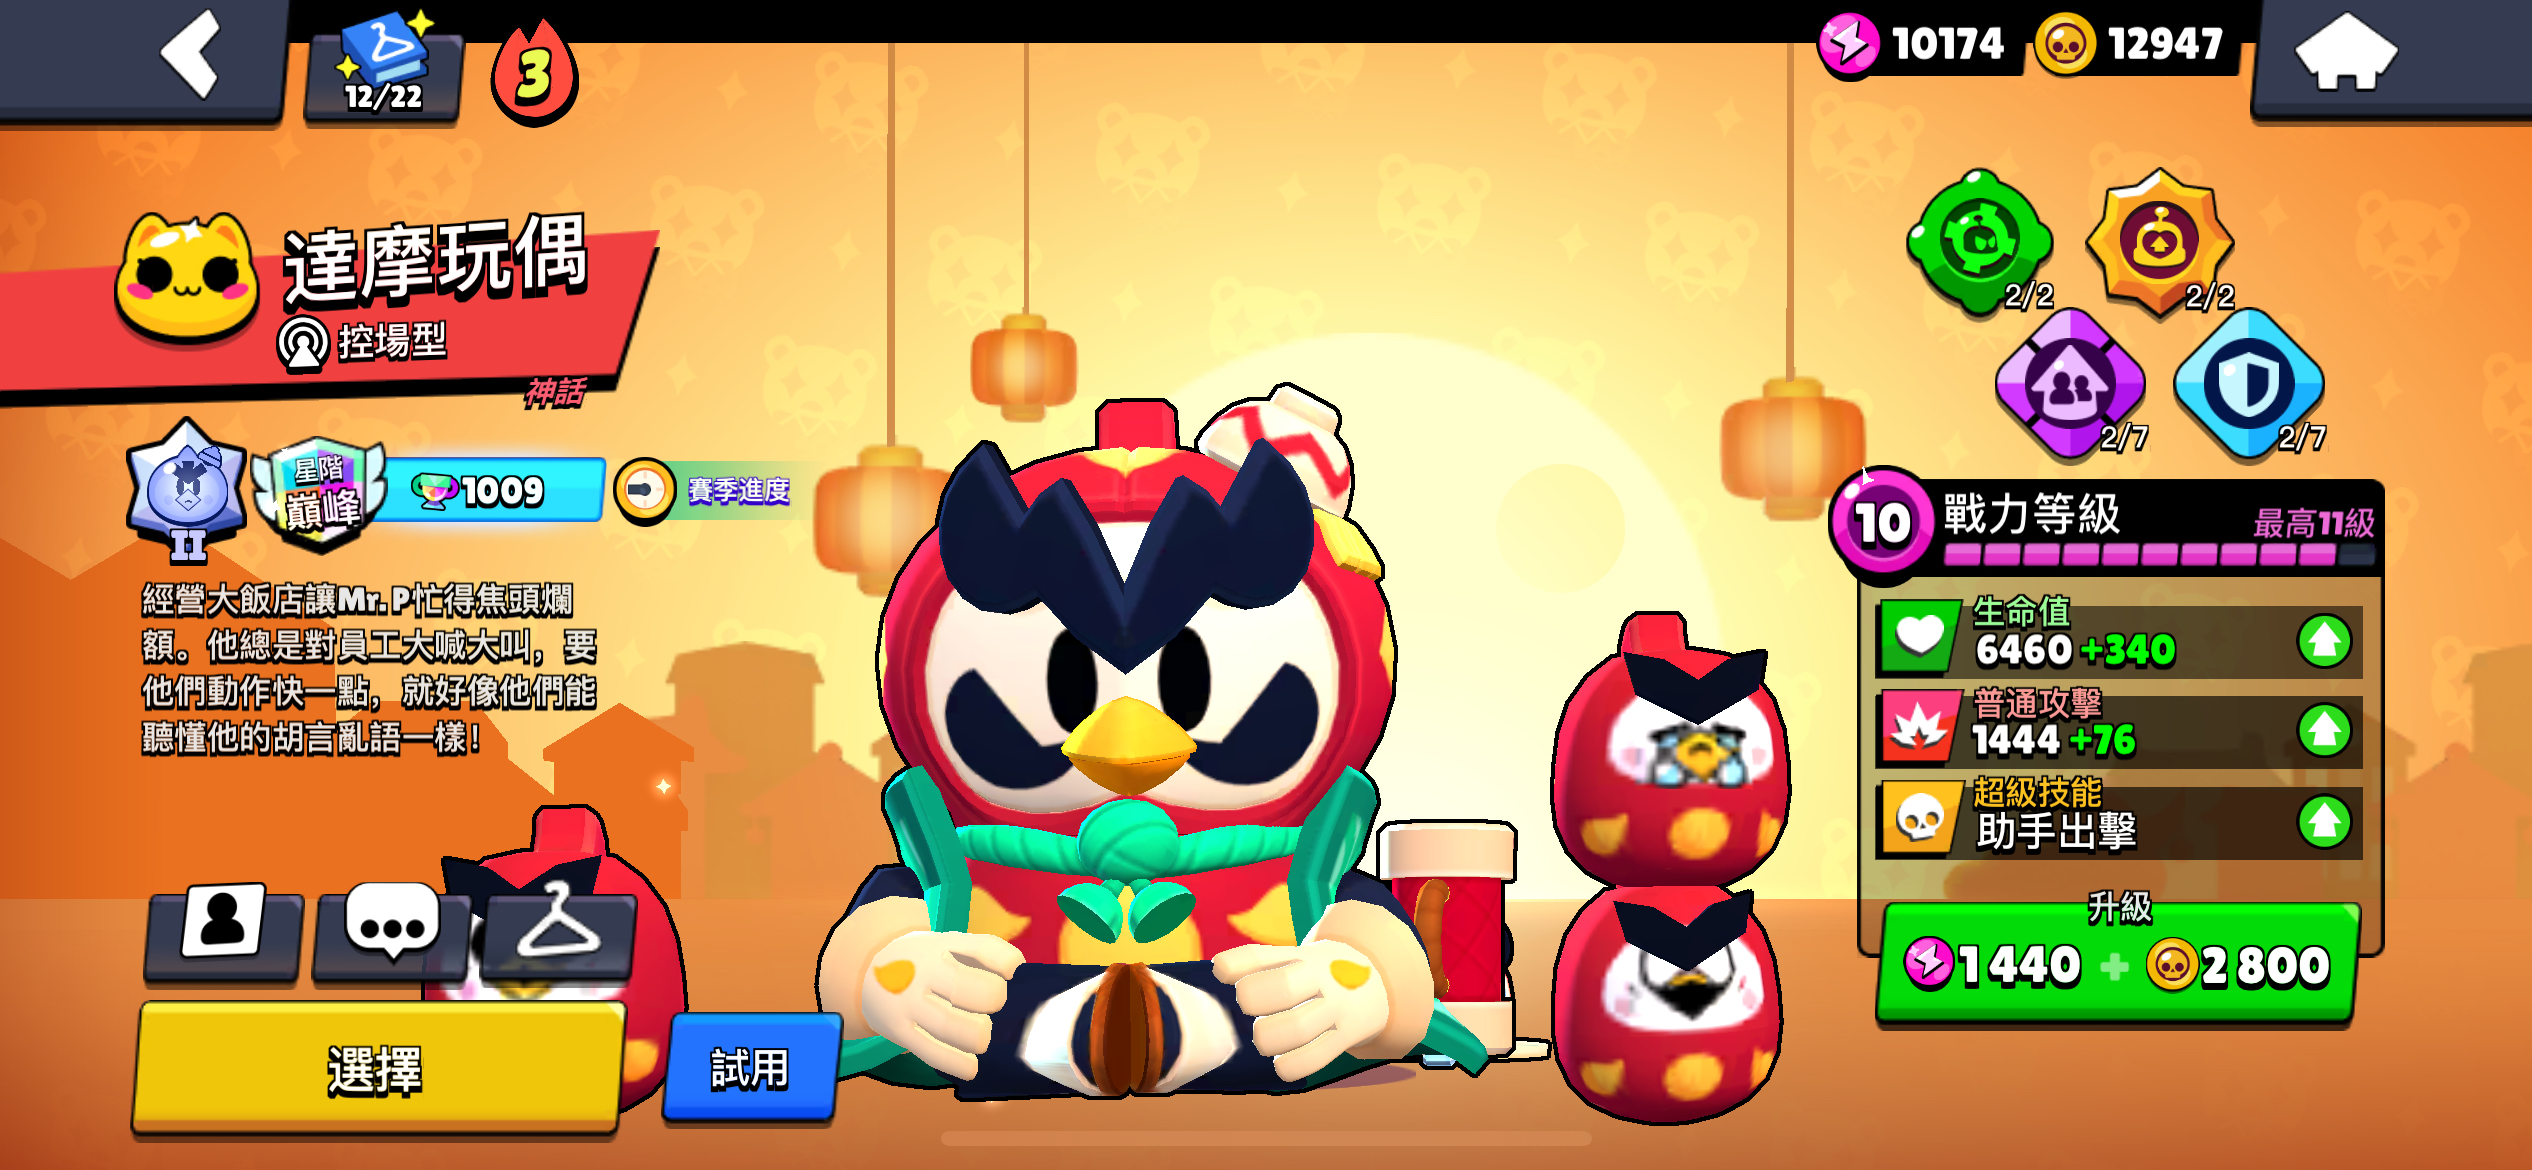 12/22
3
10174
12947
達摩玩偶
控場型
神話
星階
巔峰
II
1009
賽季進度
經營大飯店讓Mr. P忙得焦頭爛
額。他總是對員工大喊大叫，要
他們動作快一點，就好像他們能
聽懂他的胡言亂語一樣！
選擇
試用
2/2
2/2
2/7
2/7
10
戰力等級
最高11級
生命值
6460 +340
普通攻擊
1444 +76
超級技能
助手出擊
升級
1440 + 2800